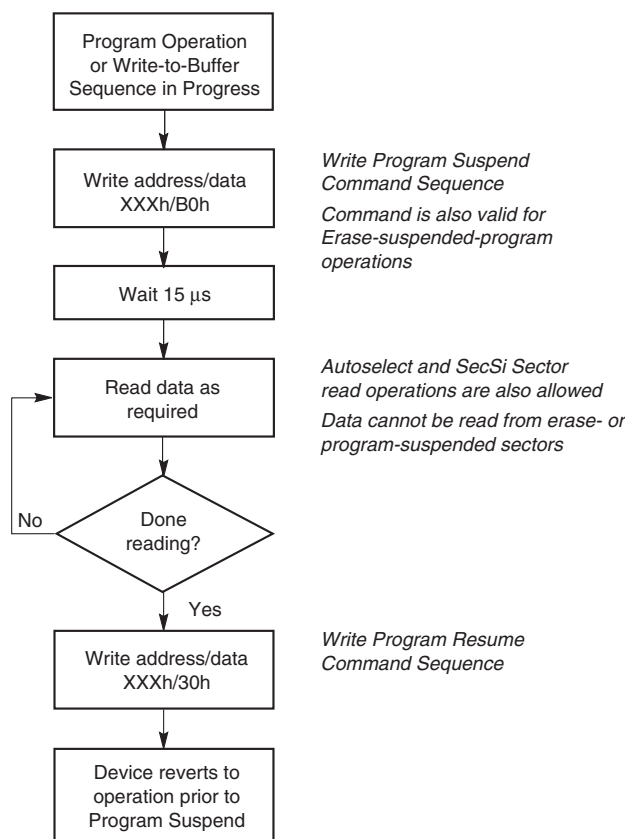 Program Operation
or Write-to-Buffer
Sequence in Progress
Write address/data
XXXh/B0h
Write Program Suspend
Command Sequence
Command is also valid for
Erase-suspended-program
operations
Wait 15 μs
Read data as
required
Autoselect and SecSi Sector
read operations are also allowed
Data cannot be read from erase- or
program-suspended sectors
No
Done
reading?
Yes
Write address/data
XXXh/30h
Write Program Resume
Command Sequence
Device reverts to
operation prior to
Program Suspend